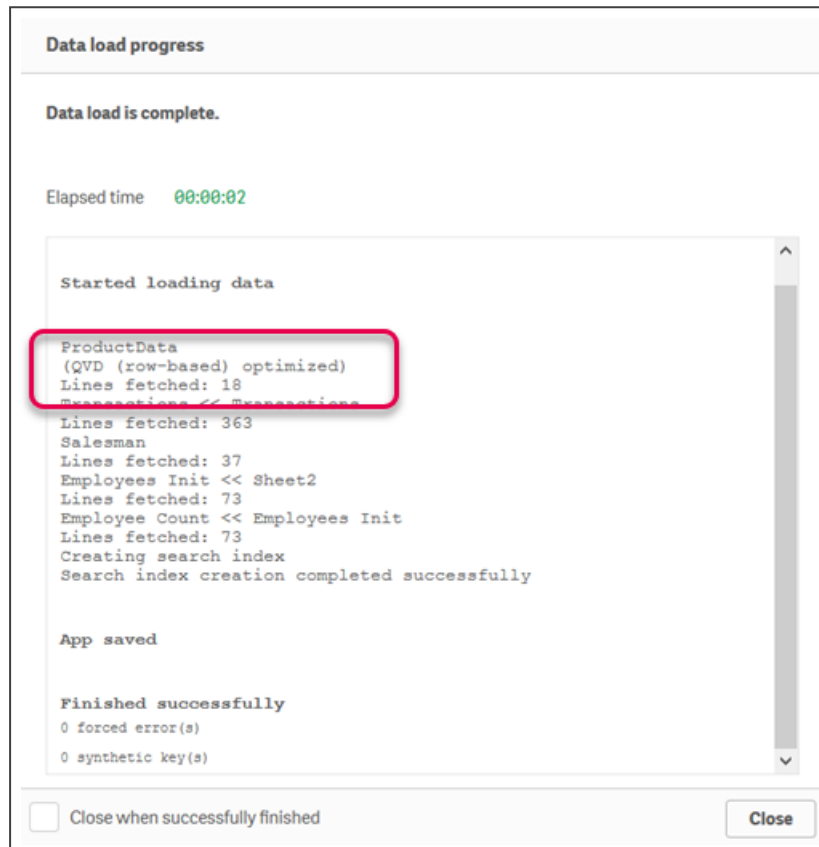 Data load progress
Data load is complete.
Elapsed time 00:00:02
Started loading data
ProductData
(QVD (row-based) optimized)
Lines fetched: 18
Transactions << Transactions
Lines fetched: 363
Salesman
Lines fetched: 37
Employees Init << Sheet2
Lines fetched: 73
Employee Count << Employees Init
Lines fetched: 73
Creating search index
Search index creation completed successfully
App saved
Finished successfully
0 forced error(s)
0 synthetic key(s)
Close when successfully finished
Close